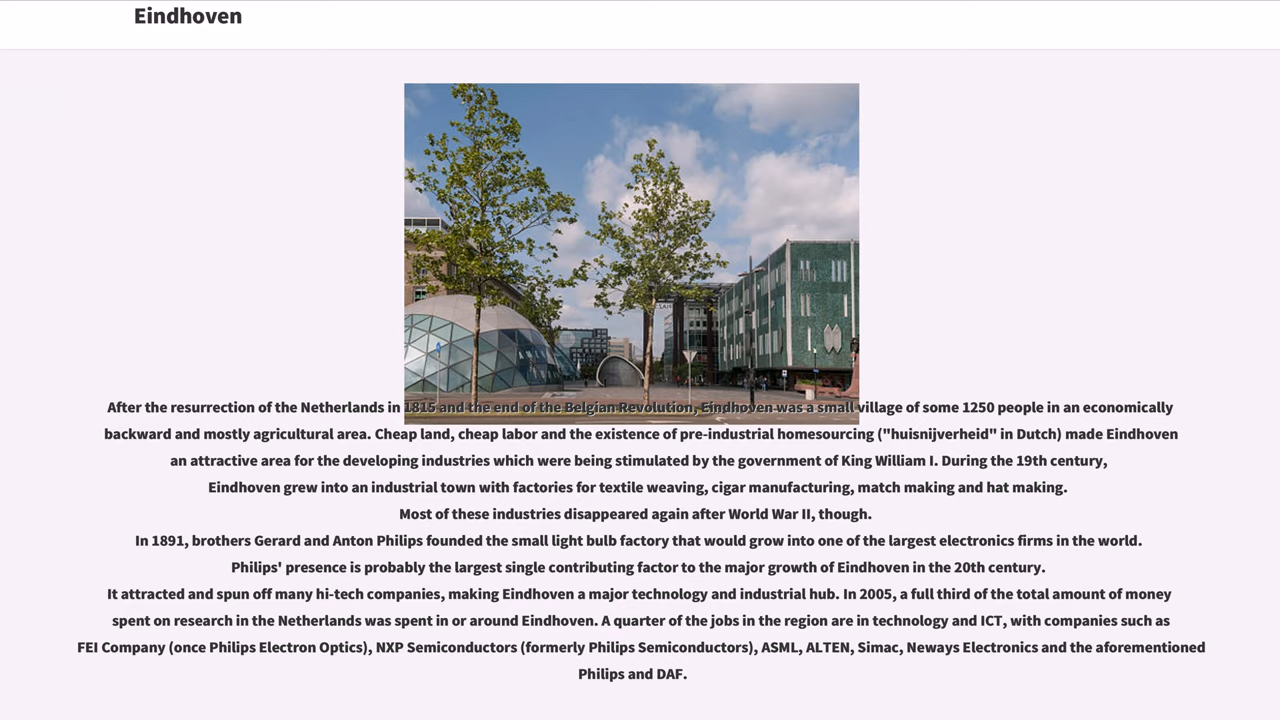 Eindhoven
After the resurrection of the Netherlands in 1815 and the end of the Belgian Revolution, Eindhoven was a small village of some 1250 people in an economically
backward and mostly agricultural area. Cheap land, cheap labor and the existence of pre-industrial homesourcing ("huisnijverheid" in Dutch) made Eindhoven
an attractive area for the developing industries which were being stimulated by the government of King William I. During the 19th century,
Eindhoven grew into an industrial town with factories for textile weaving, cigar manufacturing, match making and hat making.
Most of these industries disappeared again after World War II, though.
In 1891, brothers Gerard and Anton Philips founded the small light bulb factory that would grow into one of the largest electronics firms in the world.
Philips' presence is probably the largest single contributing factor to the major growth of Eindhoven in the 20th century.
It attracted and spun off many hi-tech companies, making Eindhoven a major technology and industrial hub. In 2005, a full third of the total amount of money
spent on research in the Netherlands was spent in or around Eindhoven. A quarter of the jobs in the region are in technology and ICT, with companies such as
FEI Company (once Philips Electron Optics), NXP Semiconductors (formerly Philips Semiconductors), ASML, ALTEN, Simac, Neways Electronics and the aforementioned
Philips and DAF.